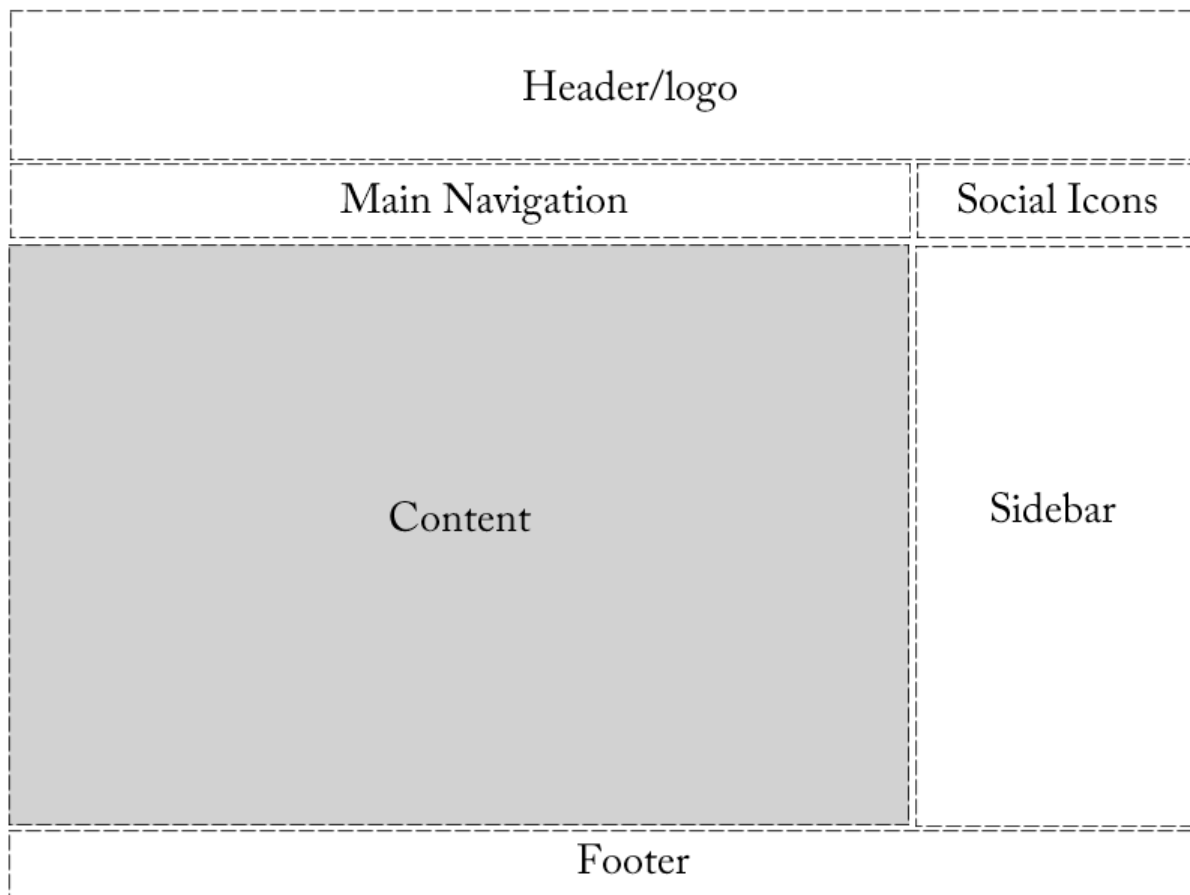 Header/logo
Main Navigation
Social Icons
Content
Sidebar
Footer